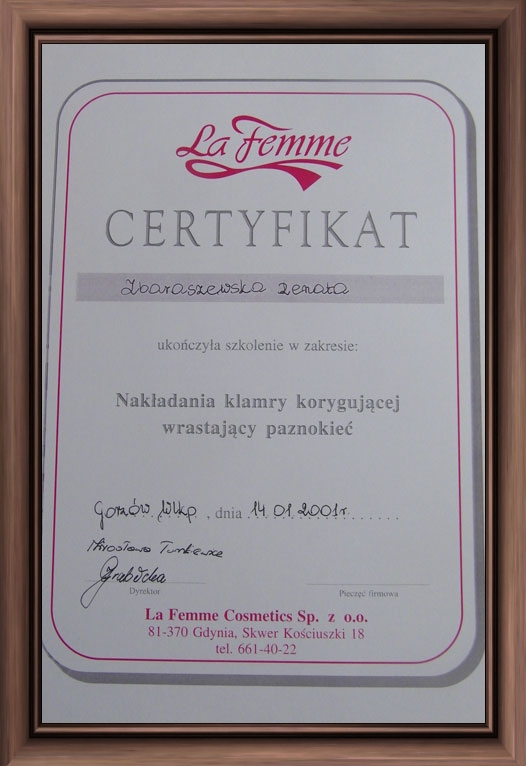 La Femme
CERTYFIKAT
Zbaraszewska Renata
ukończyła szkolenie w zakresie:
Nakładania klamry korygującej
wrastający paznokieć
Gorzów Wlkp , dnia 14.01.2001r.
Mirosława
Dyrektor
Pieczęć firmowa
La Femme Cosmetics Sp. z o.o.
81-370 Gdynia, Skwer Kościuszki 18
tel. 661-40-22